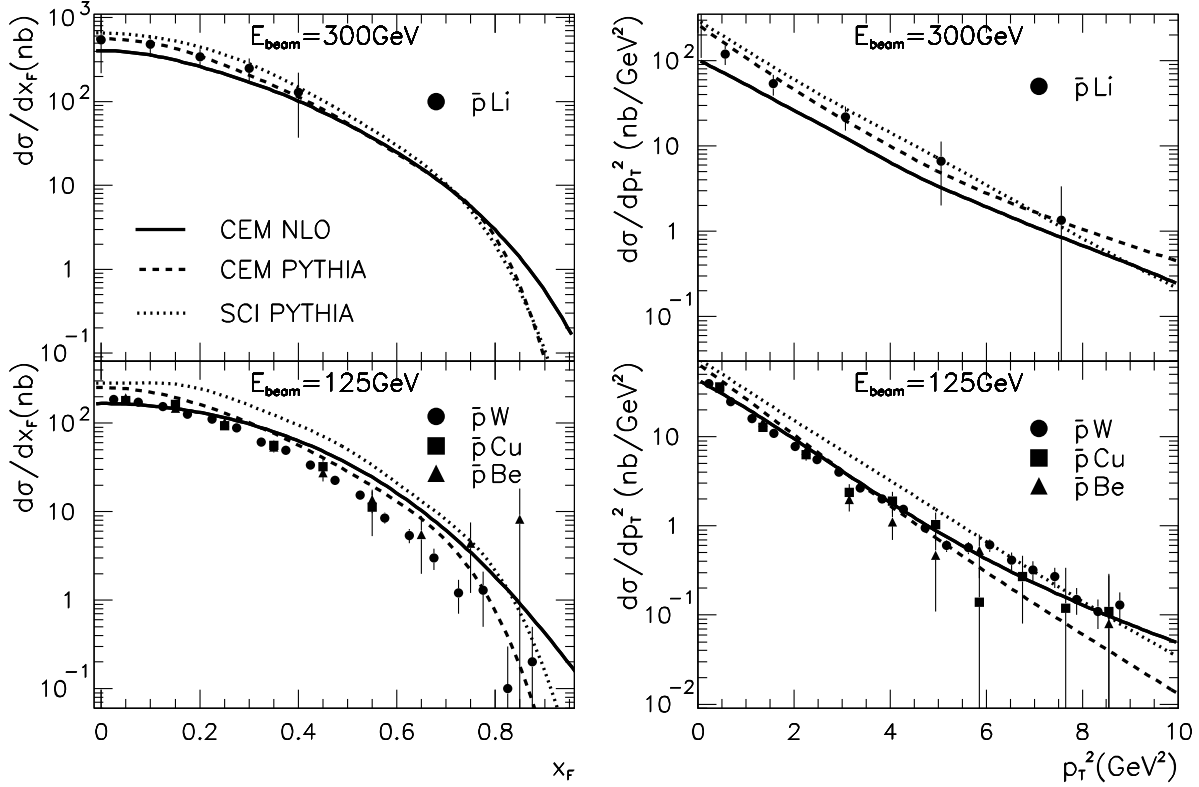 dσ/dx_F(nb)
10³
10²
10
1
10⁻¹
E_beam=300GeV
p̄ Li
CEM NLO
CEM PYTHIA
SCI PYTHIA
dσ/dp_T² (nb/GeV²)
10²
10
1
10⁻¹
E_beam=300GeV
p̄ Li
dσ/dx_F(nb)
10²
10
1
10⁻¹
E_beam=125GeV
p̄ W
p̄ Cu
p̄ Be
0 0.2 0.4 0.6 0.8
x_F
dσ/dp_T² (nb/GeV²)
10
1
10⁻¹
10⁻²
E_beam=125GeV
p̄ W
p̄ Cu
p̄ Be
0 2 4 6 8 10
p_T²(GeV²)